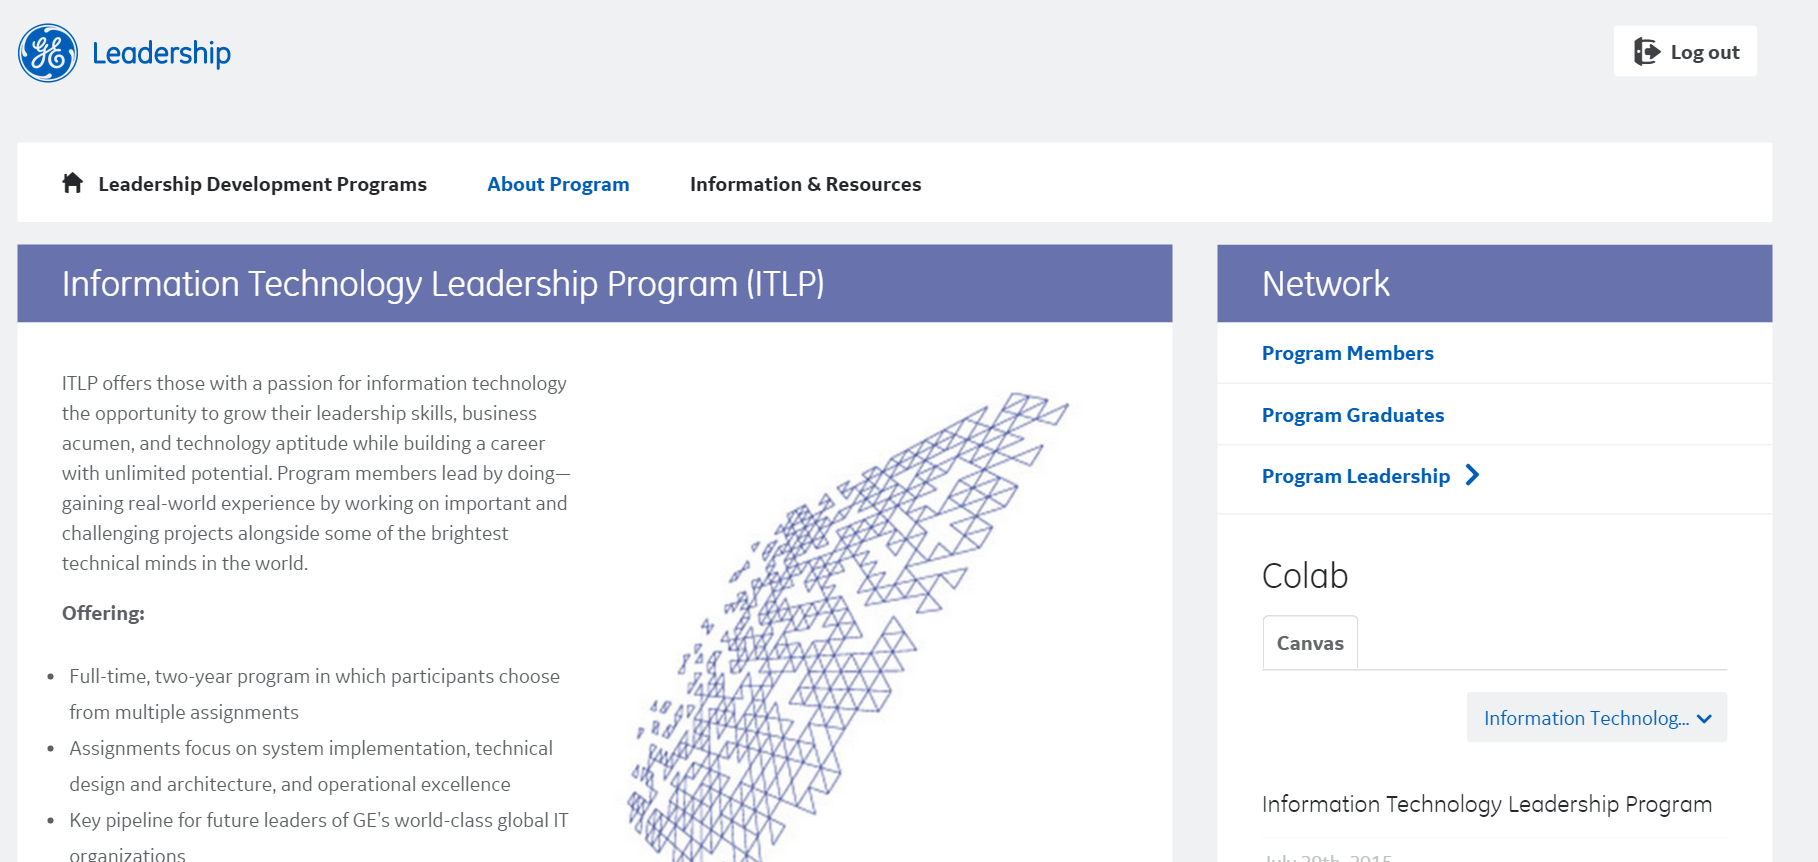 GE Leadership
Log out
Leadership Development Programs
About Program
Information & Resources
Information Technology Leadership Program (ITLP)
ITLP offers those with a passion for information technology
the opportunity to grow their leadership skills, business
acumen, and technology aptitude while building a career
with unlimited potential. Program members lead by doing—
gaining real-world experience by working on important and
challenging projects alongside some of the brightest
technical minds in the world.
Offering:
• Full-time, two-year program in which participants choose
from multiple assignments
• Assignments focus on system implementation, technical
design and architecture, and operational excellence
• Key pipeline for future leaders of GE's world-class global IT
organizations
Network
Program Members
Program Graduates
Program Leadership
Colab
Canvas
Information Technolog...
Information Technology Leadership Program
July 20th, 2015